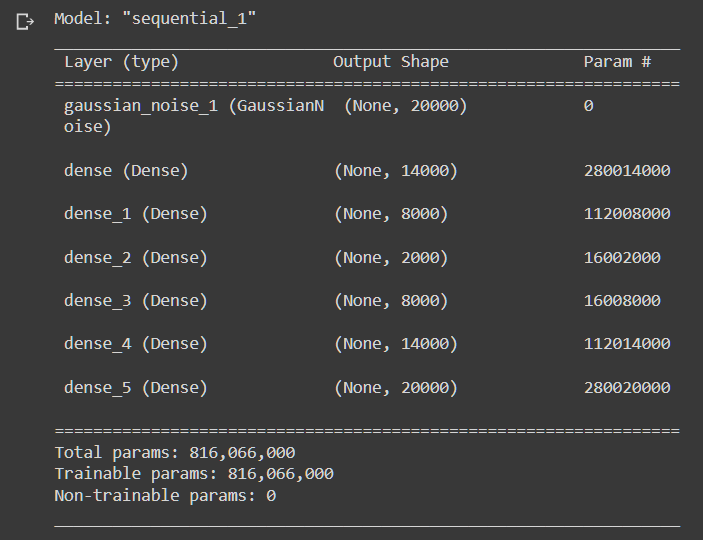 Model: "sequential_1"
_________________________________________________________________
Layer (type) Output Shape Param #
=================================================================
gaussian_noise_1 (GaussianN (None, 20000) 0
oise)
dense (Dense) (None, 14000) 280014000
dense_1 (Dense) (None, 8000) 112008000
dense_2 (Dense) (None, 2000) 16002000
dense_3 (Dense) (None, 8000) 16008000
dense_4 (Dense) (None, 14000) 112014000
dense_5 (Dense) (None, 20000) 280020000
=================================================================
Total params: 816,066,000
Trainable params: 816,066,000
Non-trainable params: 0
_________________________________________________________________